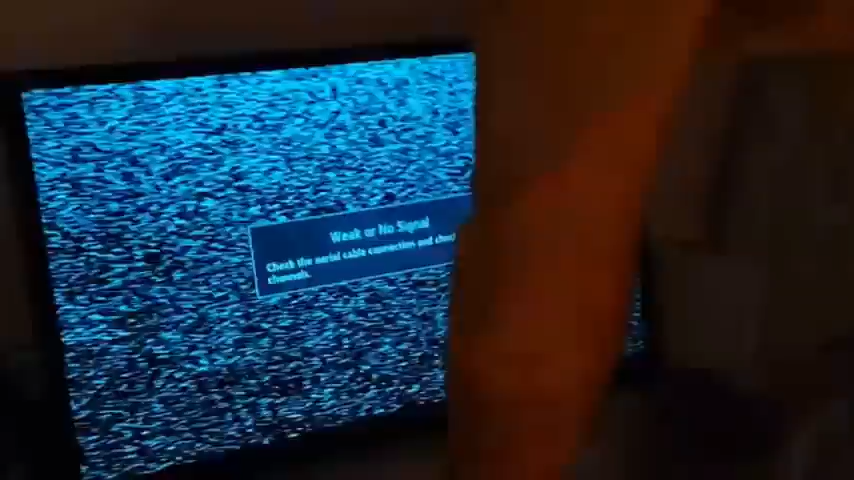 Weak or No Signal
Check the aerial cable connection and
channels.